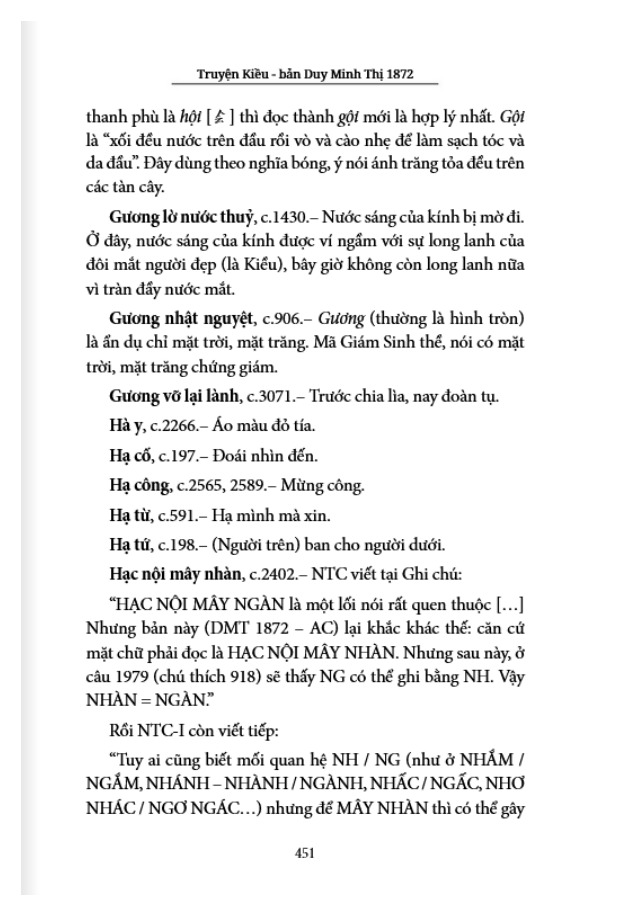 Truyện Kiều - bản Duy Minh Thị 1872
thanh phù là hội [ 会 ] thì đọc thành gội mới là hợp lý nhất. Gội
là “xối đều nước trên đầu rồi vò và cào nhẹ để làm sạch tóc và
da đầu”. Đây dùng theo nghĩa bóng, ý nói ánh trăng tỏa đều trên
các tàn cây.
Gương lờ nước thuỷ, c.1430.– Nước sáng của kính bị mờ đi.
Ở đây, nước sáng của kính được ví ngầm với sự long lanh của
đôi mắt người đẹp (là Kiều), bây giờ không còn long lanh nữa
vì tràn đầy nước mắt.
Gương nhật nguyệt, c.906.– Gương (thường là hình tròn)
là ẩn dụ chỉ mặt trời, mặt trăng. Mã Giám Sinh thề, nói có mặt
trời, mặt trăng chứng giám.
Gương vỡ lại lành, c.3071.– Trước chia lìa, nay đoàn tụ.
Hà y, c.2266.– Áo màu đỏ tía.
Hạ cố, c.197.– Đoái nhìn đến.
Hạ công, c.2565, 2589.– Mừng công.
Hạ từ, c.591.– Hạ mình mà xin.
Hạ tứ, c.198.– (Người trên) ban cho người dưới.
Hạc nội mây nhàn, c.2402.– NTC viết tại Ghi chú:
“HẠC NỘI MÂY NGÀN là một lối nói rất quen thuộc […]
Nhưng bản này (DMT 1872 – AC) lại khắc khác thế: căn cứ
mặt chữ phải đọc là HẠC NỘI MÂY NHÀN. Nhưng sau này, ở
câu 1979 (chú thích 918) sẽ thấy NG có thể ghi bằng NH. Vậy
NHÀN = NGÀN.”
Rồi NTC-I còn viết tiếp:
“Tuy ai cũng biết mối quan hệ NH / NG (như ở NHẮM /
NGẮM, NHÁNH – NHÀNH / NGÀNH, NHẤC / NGẤC, NHƠ
NHÁC / NGƠ NGÁC…) nhưng để MÂY NHÀN thì có thể gây
451